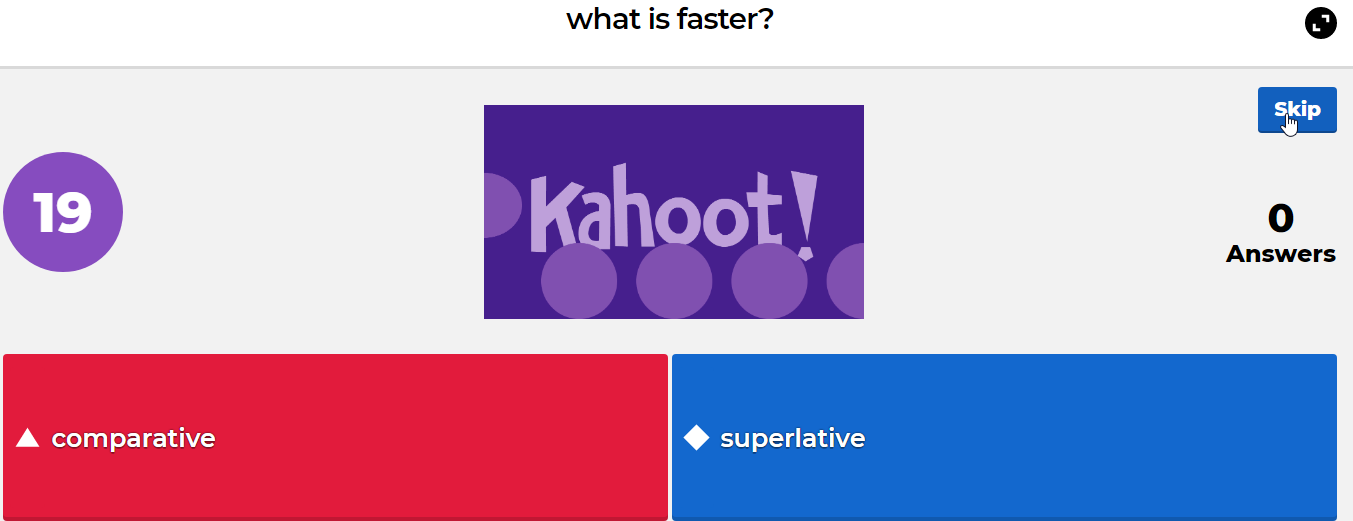 what is faster?
Skip
19
Kahoot!
0
Answers
comparative
superlative